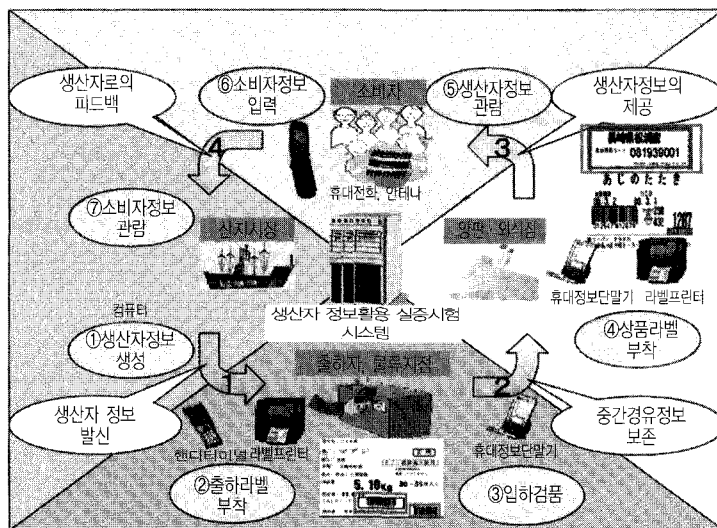 생산자로의
피드백
⑥소비자정보
입력
소비자
⑤생산자정보
관람
생산자정보의
제공
4
3
081939001
あじのたたき
휴대전화, 안테나
⑦소비자정보
관람
산지시장
양판·외식점
1287
휴대정보단말기
라벨프린터
컴퓨터
생산자 정보활용 실증시험
시스템
①생산자정보
생성
④상품라벨
부착
출하자, 물류거점
1
2
생산자 정보
발신
핸디터미널
라벨프린터
휴대정보단말기
중간경유정보
보존
5.10Kg
②출하라벨
부착
③입하검품